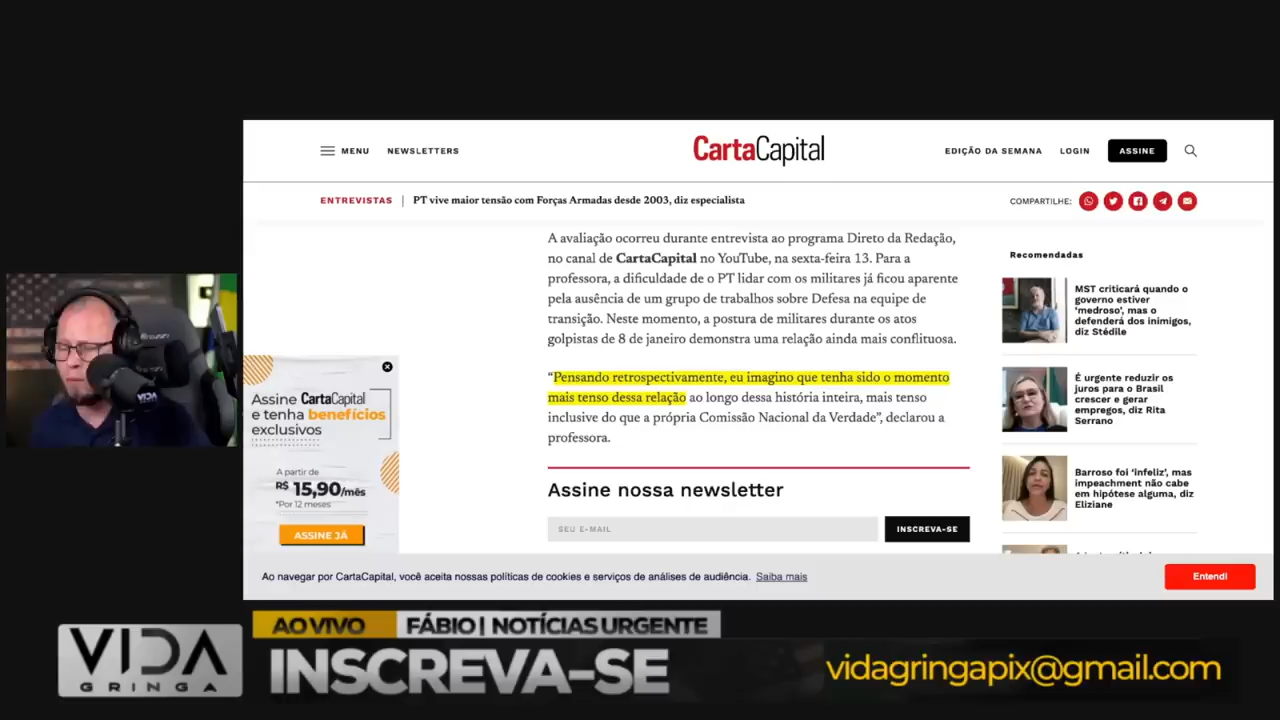 MENU
NEWSLETTERS
CartaCapital
EDIÇÃO DA SEMANA
LOGIN
ASSINE
ENTREVISTAS | PT vive maior tensão com Forças Armadas desde 2003, diz especialista
COMPARTILHE:
A avaliação ocorreu durante entrevista ao programa Direto da Redação,
no canal de CartaCapital no YouTube, na sexta-feira 13. Para a
professora, a dificuldade de o PT lidar com os militares já ficou aparente
pela ausência de um grupo de trabalhos sobre Defesa na equipe de
transição. Neste momento, a postura de militares durante os atos
golpistas de 8 de janeiro demonstra uma relação ainda mais conflituosa.
“Pensando retrospectivamente, eu imagino que tenha sido o momento
mais tenso dessa relação ao longo dessa história inteira, mais tenso
inclusive do que a própria Comissão Nacional da Verdade”, declarou a
professora.
Assine nossa newsletter
SEU E-MAIL
INSCREVA-SE
Recomendadas
MST criticará quando o
governo estiver
‘medroso’, mas o
defenderá dos inimigos,
diz Stédile
É urgente reduzir os
juros para o Brasil
crescer e gerar
empregos, diz Rita
Serrano
Barroso foi ‘infeliz’, mas
impeachment não cabe
em hipótese alguma, diz
Eliziane
Assine CartaCapital
e tenha benefícios
exclusivos
A partir de
R$ 15,90/mês
*Por 12 meses
ASSINE JÁ
Ao navegar por CartaCapital, você aceita nossas políticas de cookies e serviços de análises de audiência. Saiba mais
Entendi
AO VIVO
FÁBIO | NOTÍCIAS URGENTE
VIDA
GRINGA
INSCREVA-SE
vidagringapix@gmail.com